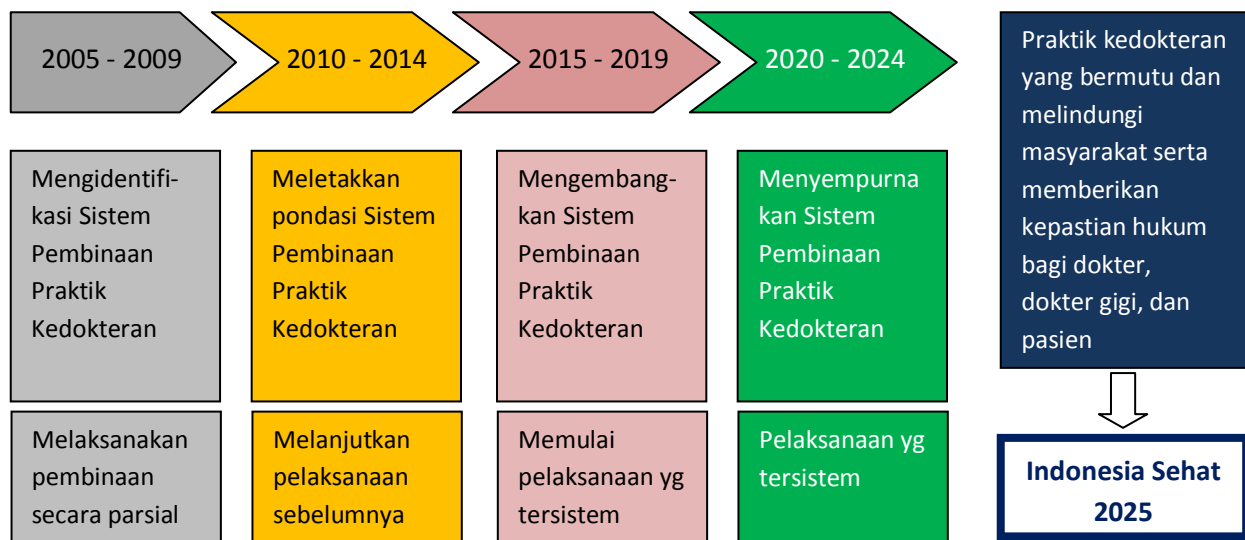 2005 - 2009
2010 - 2014
2015 - 2019
2020 - 2024
Mengidentifi-
kasi Sistem
Pembinaan
Praktik
Kedokteran
Meletakkan
pondasi Sistem
Pembinaan
Praktik
Kedokteran
Mengembang-
kan Sistem
Pembinaan
Praktik
Kedokteran
Menyempurna
kan Sistem
Pembinaan
Praktik
Kedokteran
Melaksanakan
pembinaan
secara parsial
Melanjutkan
pelaksanaan
sebelumnya
Memulai
pelaksanaan yg
tersistem
Pelaksanaan yg
tersistem
Praktik kedokteran
yang bermutu dan
melindungi
masyarakat serta
memberikan
kepastian hukum
bagi dokter,
dokter gigi, dan
pasien
Indonesia Sehat
2025